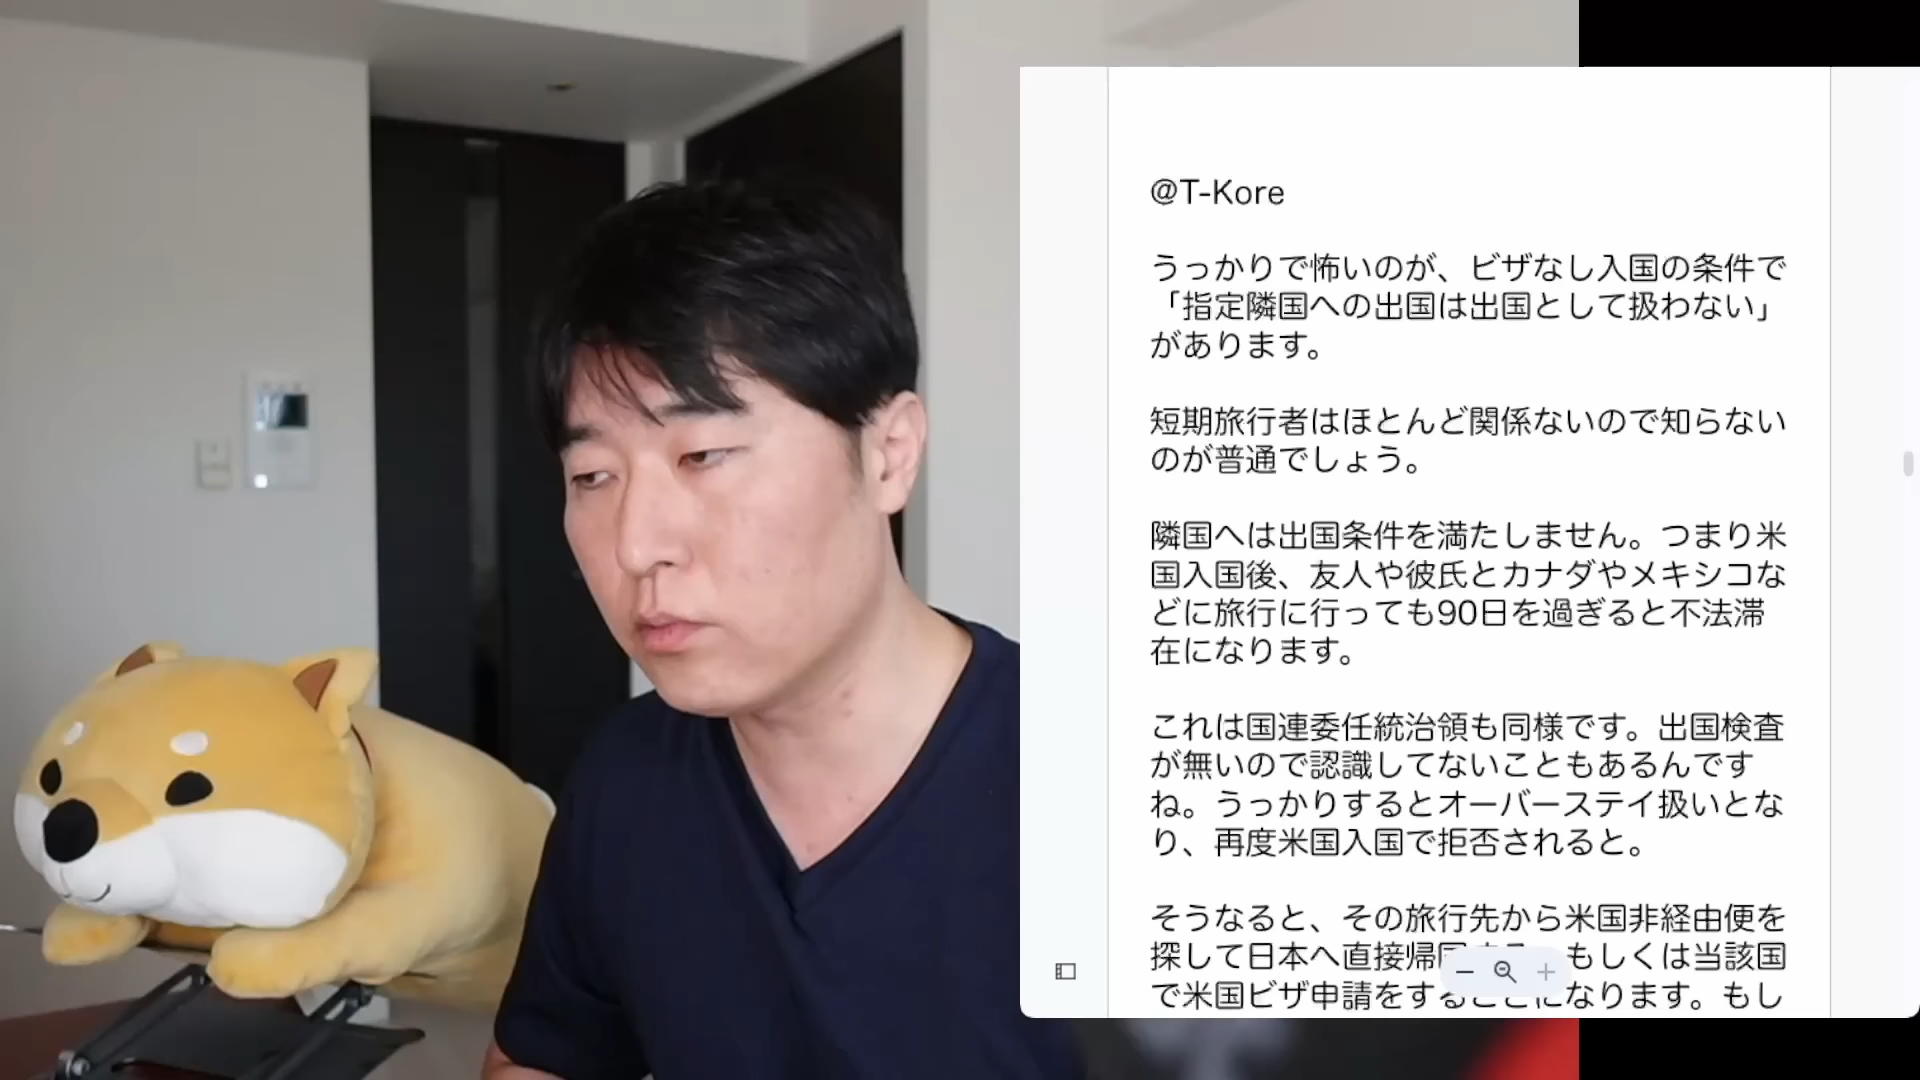 @T-Kore
うっかりで怖いのが、ビザなし入国の条件で
「指定隣国への出国は出国として扱わない」
があります。
短期旅行者はほとんど関係ないので知らない
のが普通でしょう。
隣国へは出国条件を満たしません。つまり米
国入国後、友人や彼氏とカナダやメキシコな
どに旅行に行っても90日を過ぎると不法滞
在になります。
これは国連委任統治領も同様です。出国検査
が無いので認識してないこともあるんです
ね。うっかりするとオーバーステイ扱いとな
り、再度米国入国で拒否されると。
そうなると、その旅行先から米国非経由便を
探して日本へ直接帰 もしくは当該国
で米国ビザ申請をすることになります。もし